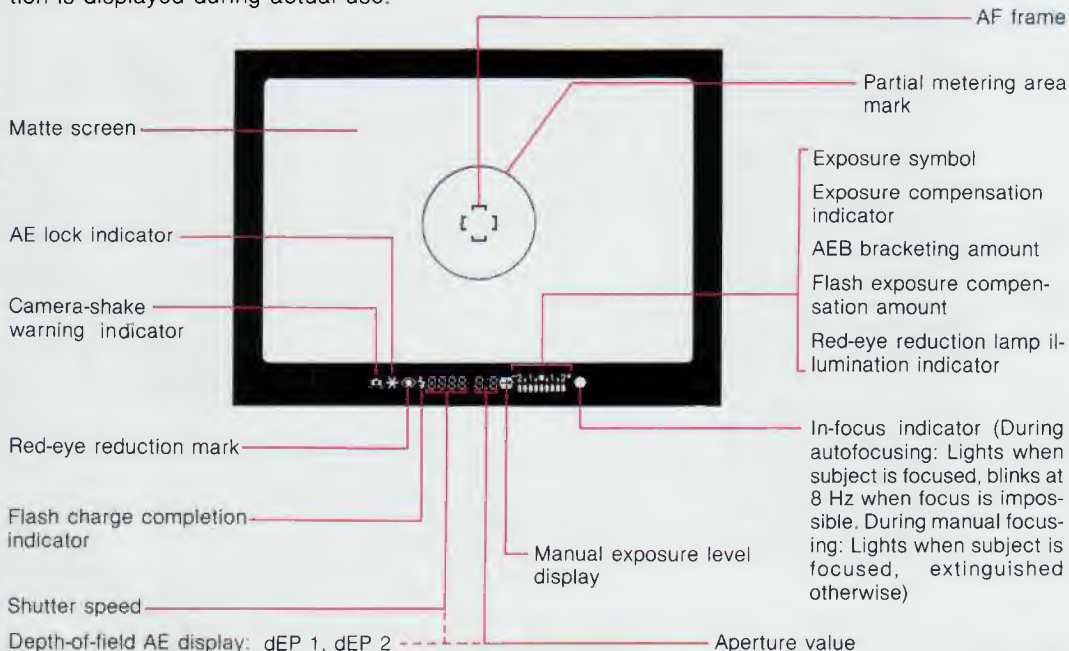 tion is displayed during actual use.
AF frame
Partial metering area
mark
Matte screen
Exposure symbol
Exposure compensation
indicator
AEB bracketing amount
Flash exposure compen-
sation amount
Red-eye reduction lamp il-
lumination indicator
AE lock indicator
Camera-shake
warning indicator
Red-eye reduction mark
Flash charge completion
indicator
In-focus indicator (During
autofocusing: Lights when
subject is focused, blinks at
8 Hz when focus is impos-
sible. During manual focus-
ing: Lights when subject is
focused, extinguished
otherwise)
Manual exposure level
display
Shutter speed
Depth-of-field AE display: dEP 1, dEP 2
Aperture value